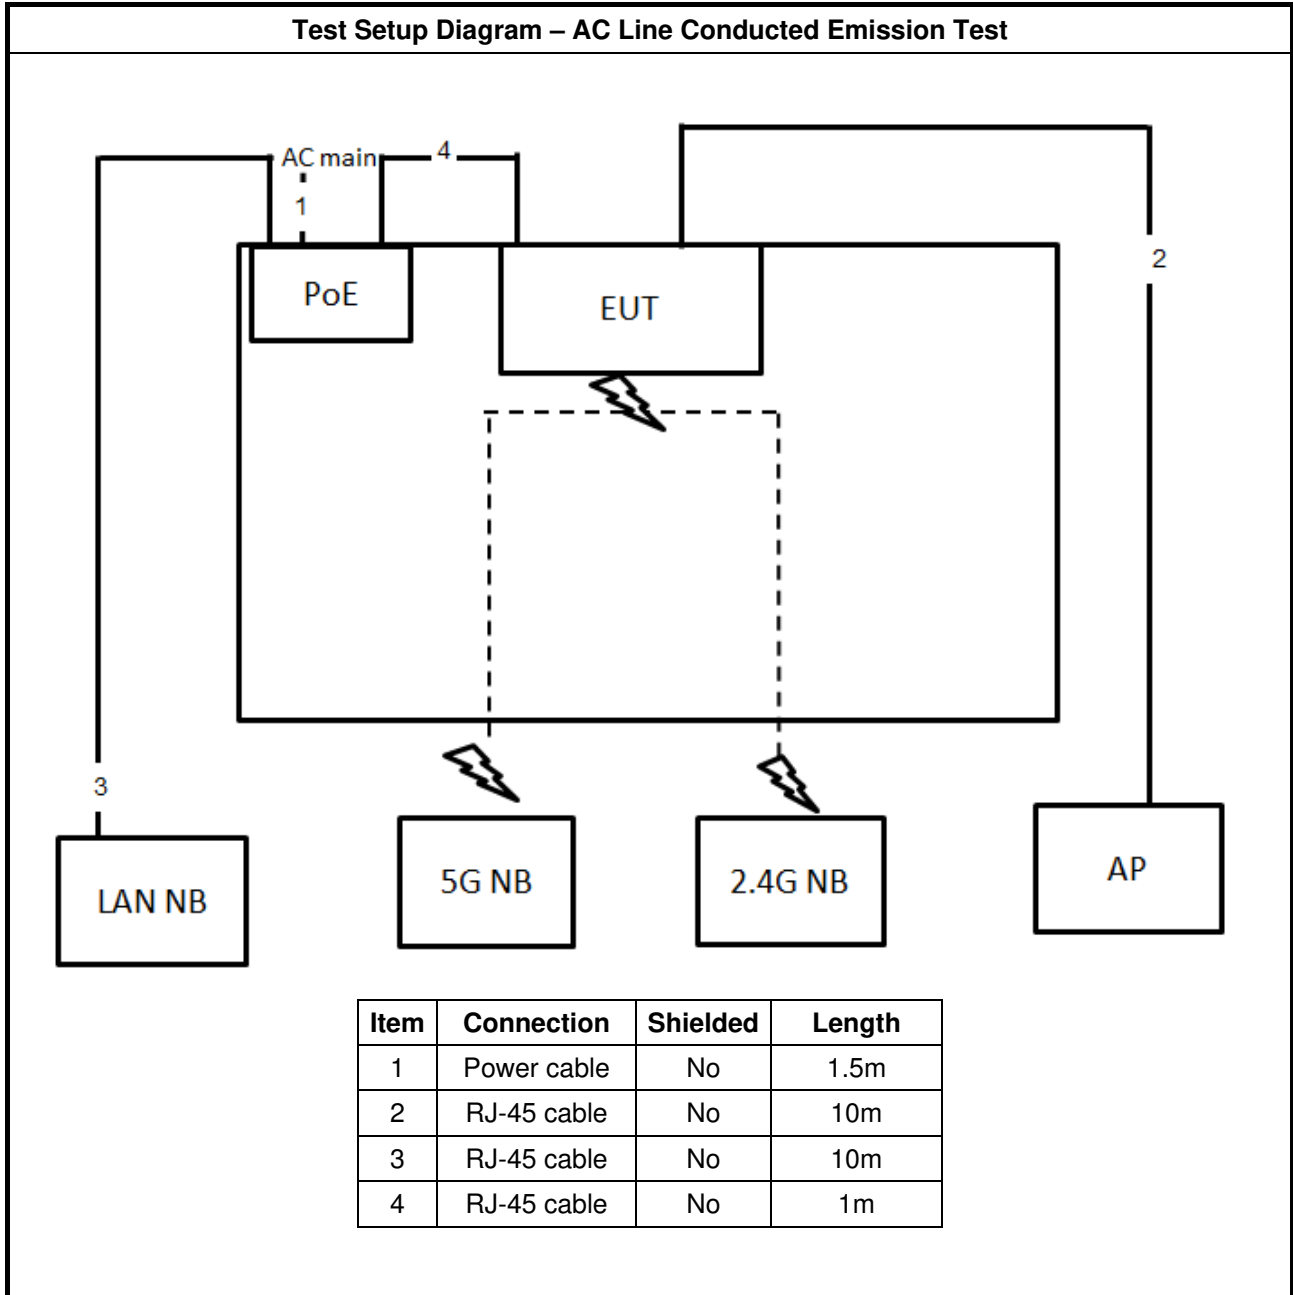 Test Setup Diagram – AC Line Conducted Emission Test
AC main
4
1
2
PoE
EUT
3
LAN NB
5G NB
2.4G NB
AP
Item Connection Shielded Length
1 Power cable No 1.5m
2 RJ-45 cable No 10m
3 RJ-45 cable No 10m
4 RJ-45 cable No 1m